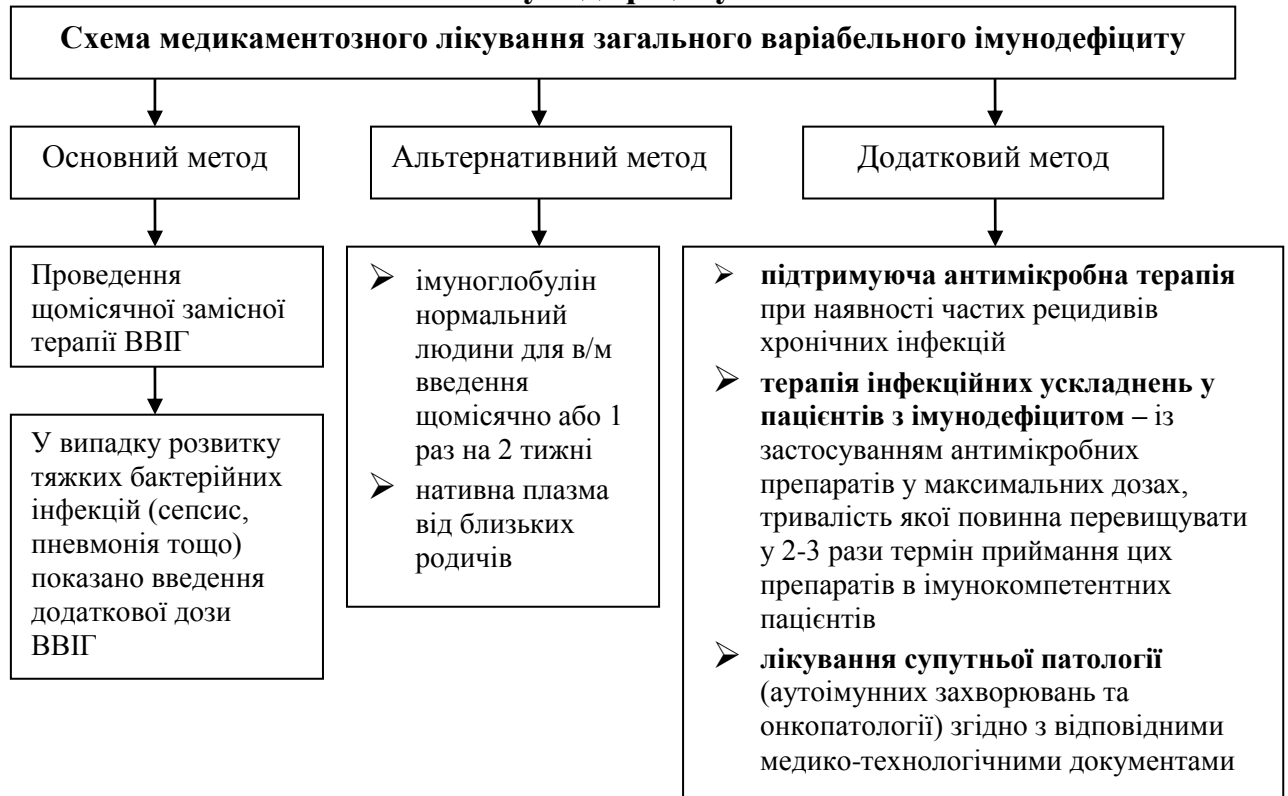 Схема медикаментозного лікування загального варіабельного імунодефіциту
Основний метод
Проведення
щомісячної замісної
терапії ВВІГ
У випадку розвитку
тяжких бактерійних
інфекцій (сепсис,
пневмонія тощо)
показано введення
додаткової дози
ВВІГ
Альтернативний метод
➢ імуноглобулін
нормальний
людини для в/м
введення
щомісячно або 1
раз на 2 тижні
➢ нативна плазма
від близьких
родичів
Додатковий метод
➢ підтримуюча антимікробна терапія
при наявності частих рецидивів
хронічних інфекцій
➢ терапія інфекційних ускладнень у
пацієнтів з імунодефіцитом – із
застосуванням антимікробних
препаратів у максимальних дозах,
тривалість якої повинна перевищувати
у 2-3 рази термін приймання цих
препаратів в імунокомпетентних
пацієнтів
➢ лікування супутньої патології
(аутоімунних захворювань та
онкопатології) згідно з відповідними
медико-технологічними документами